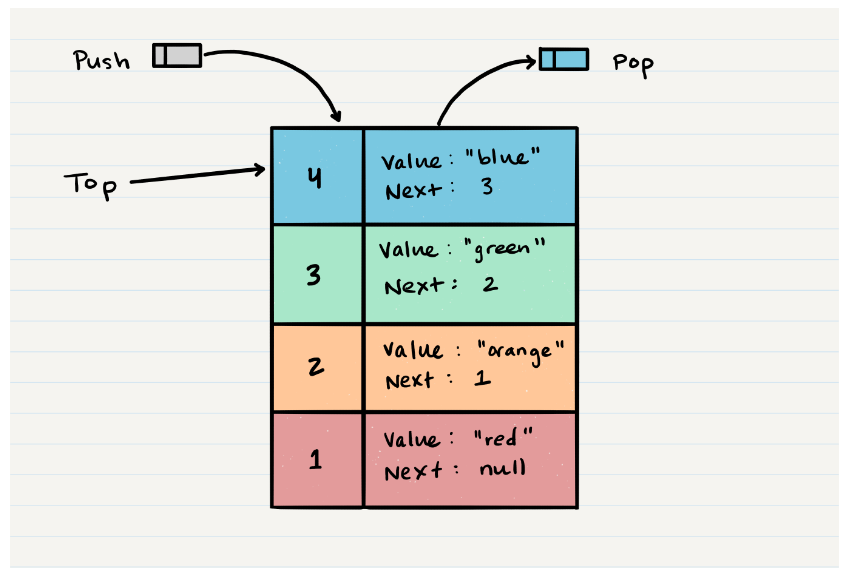 Push
Pop
Top
4
Value : "blue"
Next : 3
3
Value : "green"
Next : 2
2
Value : "orange"
Next : 1
1
Value : "red"
Next : null